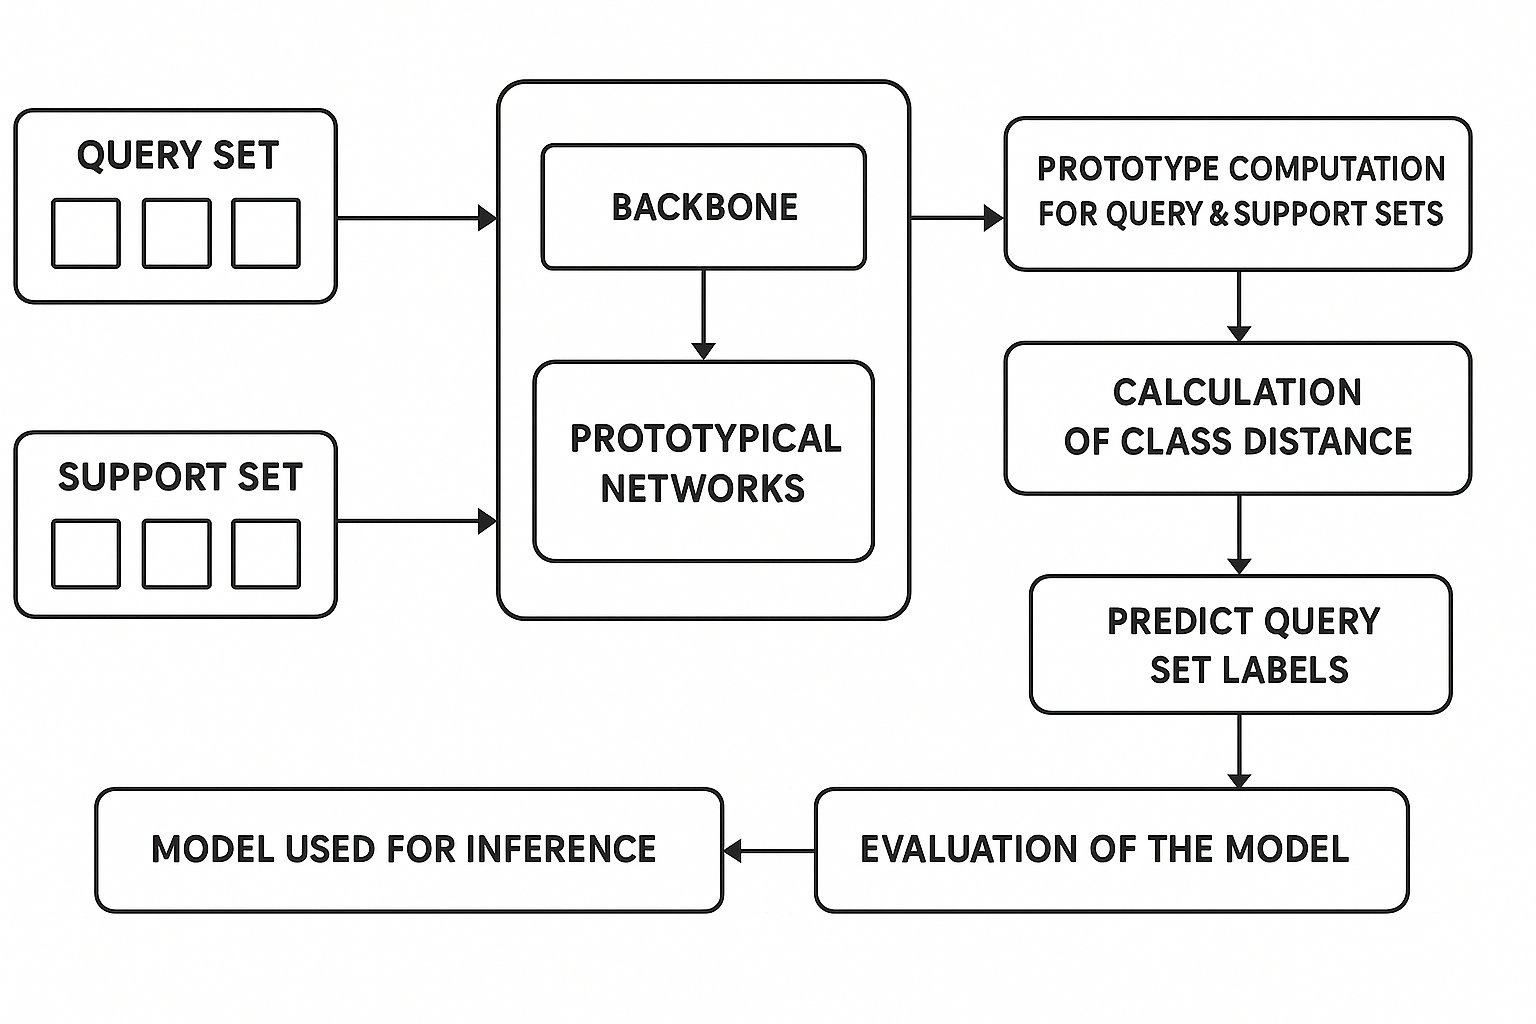 QUERY SET
SUPPORT SET
BACKBONE
PROTOTYPICAL
NETWORKS
PROTOTYPE COMPUTATION
FOR QUERY & SUPPORT SETS
CALCULATION
OF CLASS DISTANCE
PREDICT QUERY
SET LABELS
EVALUATION OF THE MODEL
MODEL USED FOR INFERENCE